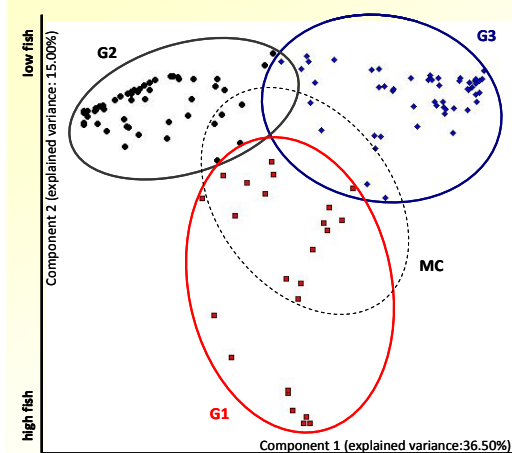 low fish
high fish
Component 2 (explained variance: 15.00%)
G2
G3
MC
G1
Component 1 (explained variance:36.50%)